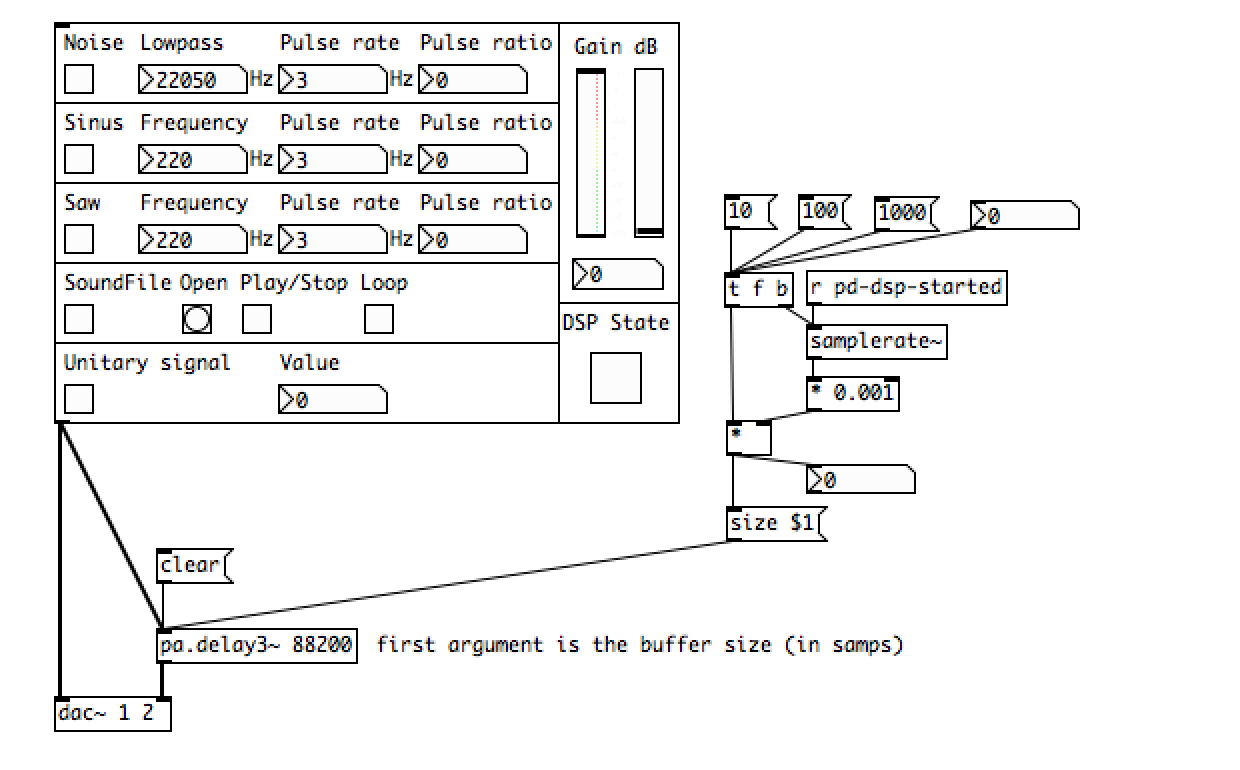 Noise Lowpass Pulse rate Pulse ratio
22050 Hz 3 Hz 0
Sinus Frequency Pulse rate Pulse ratio
220 Hz 3 Hz 0
Saw Frequency Pulse rate Pulse ratio
220 Hz 3 Hz 0
SoundFile Open Play/Stop Loop
Unitary signal Value
0
Gain dB
0
DSP State
10 100 1000 0
t f b r pd-dsp-started
samplerate~
* 0.001
*
0
size $1
clear
pa.delay3~ 88200 first argument is the buffer size (in samps)
dac~ 1 2